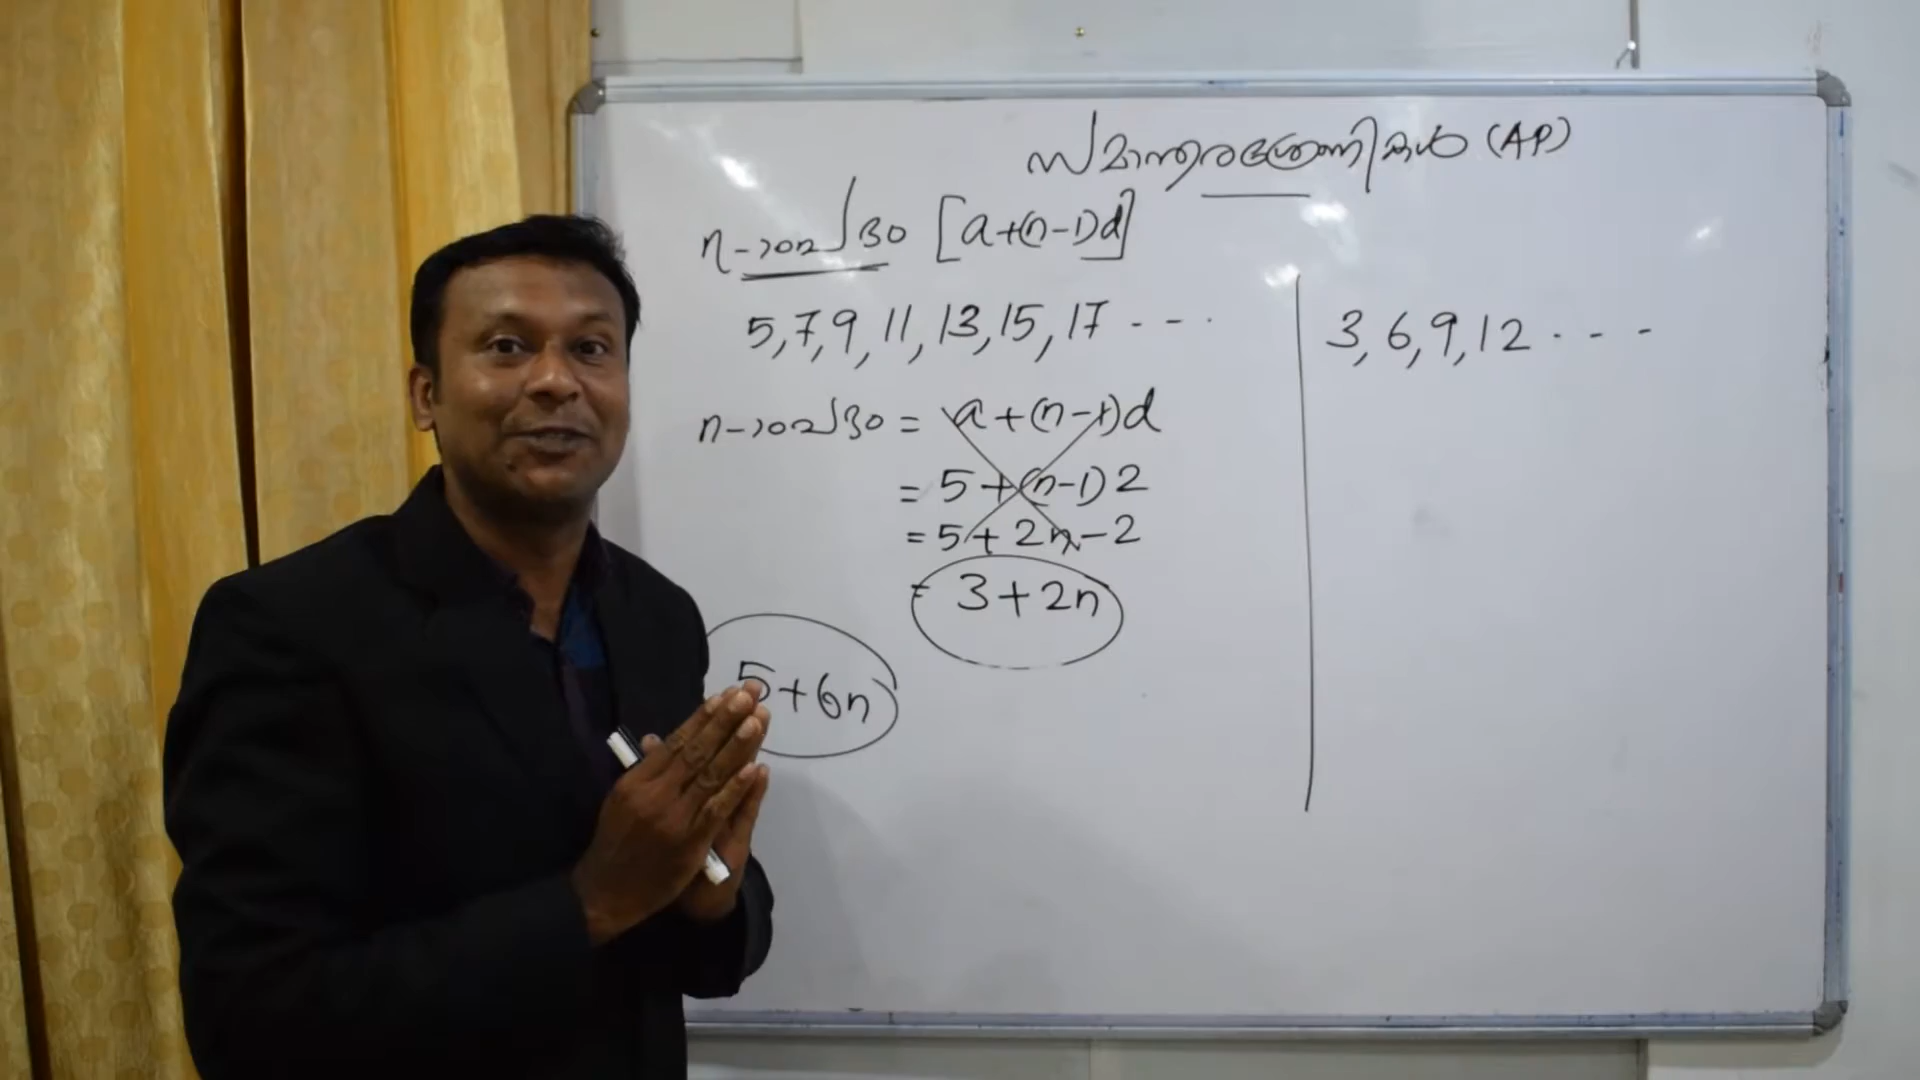 സമാന്തരശ്രേണികൾ (AP)
n-ാംപദം [a+(n-1)d]
5,7,9,11,13,15,17 ---.
n-ാംപദം = a+(n-1)d
= 5+(n-1)2
= 5+2n-2
= 3+2n
5+6n
3,6,9,12 . - - -